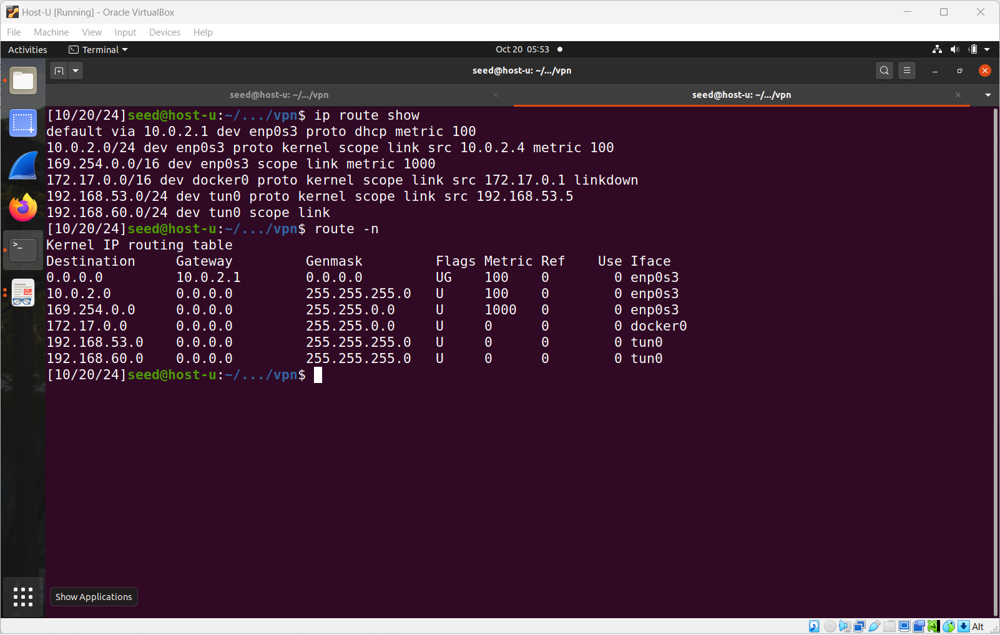 Host-U [Running] - Oracle VirtualBox
File Machine View Input Devices Help
Activities Terminal Oct 20 05:53
seed@host-u: ~/.../vpn
seed@host-u: ~/.../vpn seed@host-u: ~/.../vpn
[10/20/24]seed@host-u:~/.../vpn$ ip route show
default via 10.0.2.1 dev enp0s3 proto dhcp metric 100
10.0.2.0/24 dev enp0s3 proto kernel scope link src 10.0.2.4 metric 100
169.254.0.0/16 dev enp0s3 scope link metric 1000
172.17.0.0/16 dev docker0 proto kernel scope link src 172.17.0.1 linkdown
192.168.53.0/24 dev tun0 proto kernel scope link src 192.168.53.5
192.168.60.0/24 dev tun0 scope link
[10/20/24]seed@host-u:~/.../vpn$ route -n
Kernel IP routing table
Destination Gateway Genmask Flags Metric Ref Use Iface
0.0.0.0 10.0.2.1 0.0.0.0 UG 100 0 0 enp0s3
10.0.2.0 0.0.0.0 255.255.255.0 U 100 0 0 enp0s3
169.254.0.0 0.0.0.0 255.255.0.0 U 1000 0 0 enp0s3
172.17.0.0 0.0.0.0 255.255.0.0 U 0 0 0 docker0
192.168.53.0 0.0.0.0 255.255.255.0 U 0 0 0 tun0
192.168.60.0 0.0.0.0 255.255.255.0 U 0 0 0 tun0
[10/20/24]seed@host-u:~/.../vpn$
Show Applications
Alt